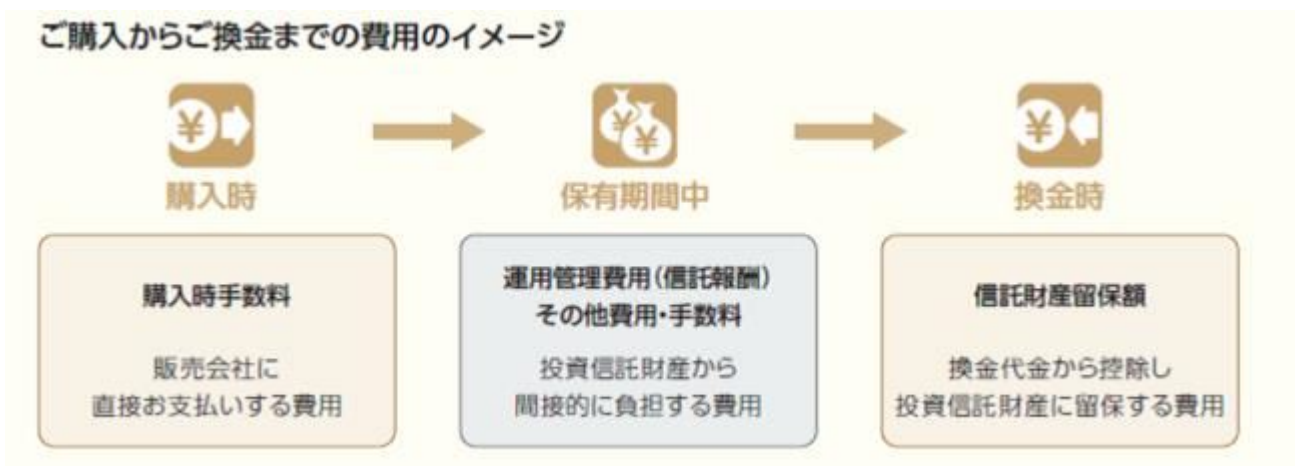 ご購入からご換金までの費用のイメージ
購入時
保有期間中
換金時
購入時手数料
販売会社に
直接お支払いする費用
運用管理費用(信託報酬)
その他費用・手数料
投資信託財産から
間接的に負担する費用
信託財産留保額
換金代金から控除し
投資信託財産に留保する費用